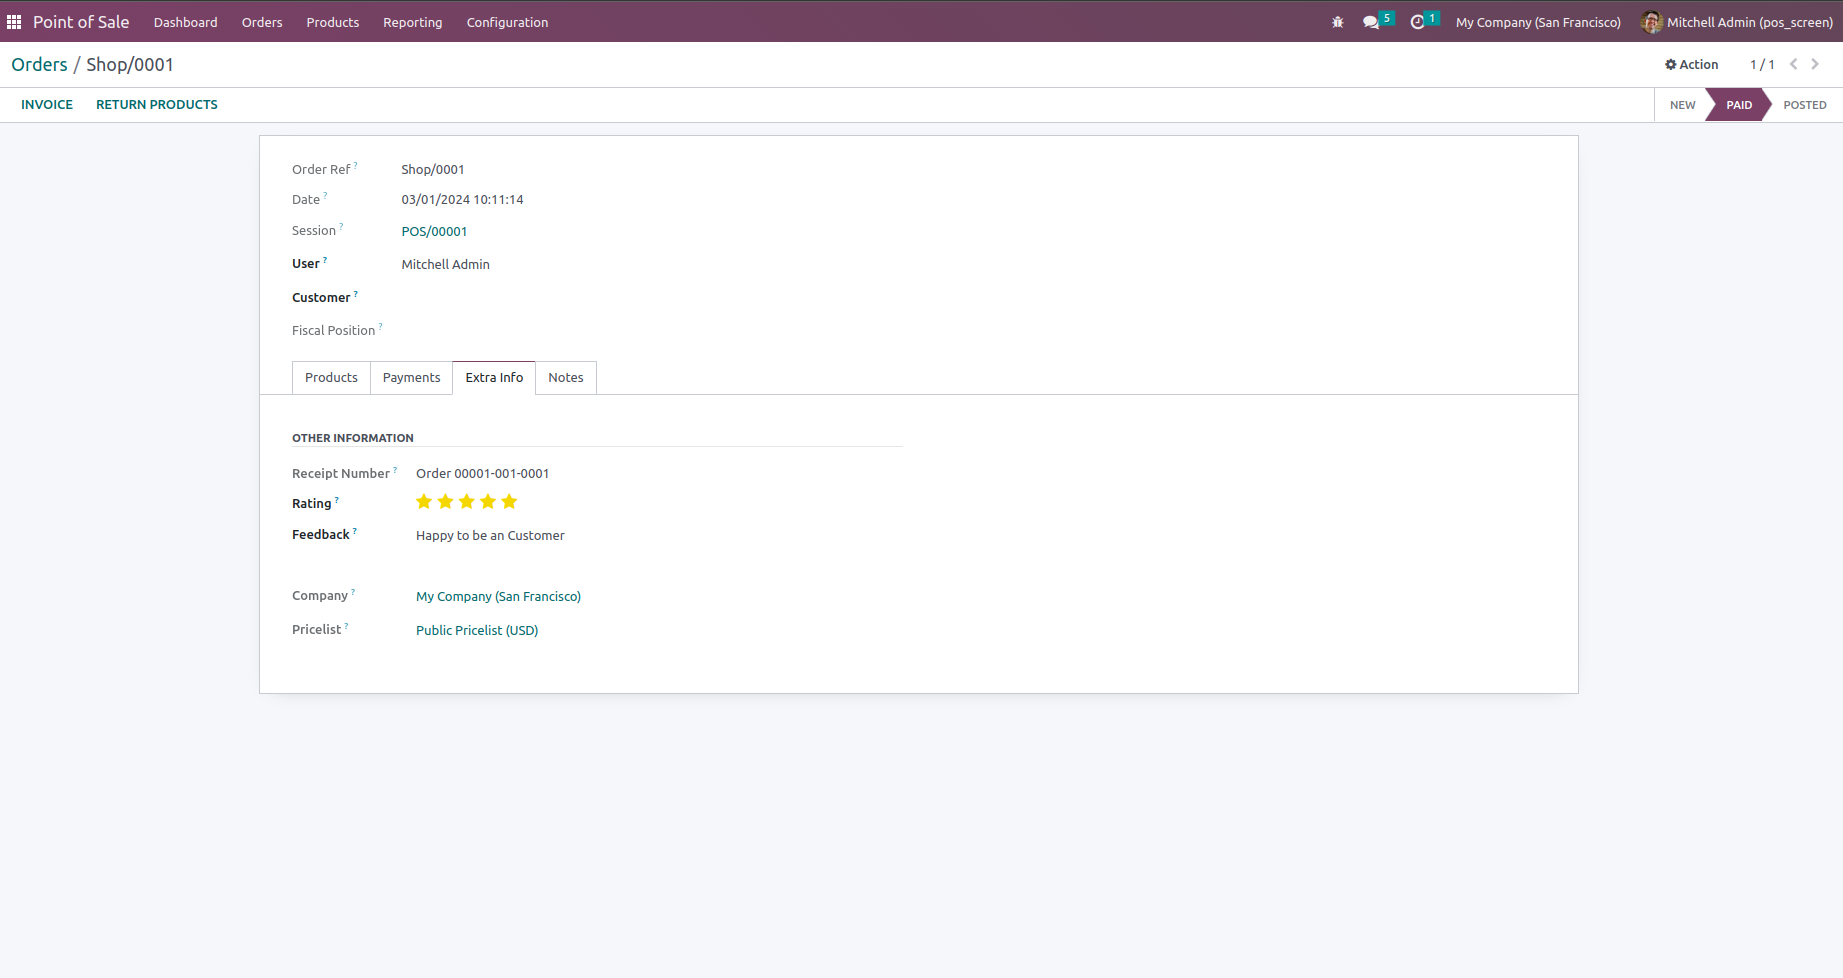 Point of Sale Dashboard Orders Products Reporting Configuration 5 1 My Company (San Francisco) Mitchell Admin (pos_screen)
Orders / Shop/0001 Action 1 / 1
INVOICE RETURN PRODUCTS NEW PAID POSTED
Order Ref ? Shop/0001
Date ? 03/01/2024 10:11:14
Session ? POS/00001
User ? Mitchell Admin
Customer ?
Fiscal Position ?
Products Payments Extra Info Notes
OTHER INFORMATION
Receipt Number ? Order 00001-001-0001
Rating ?
Feedback ? Happy to be an Customer
Company ? My Company (San Francisco)
Pricelist ? Public Pricelist (USD)